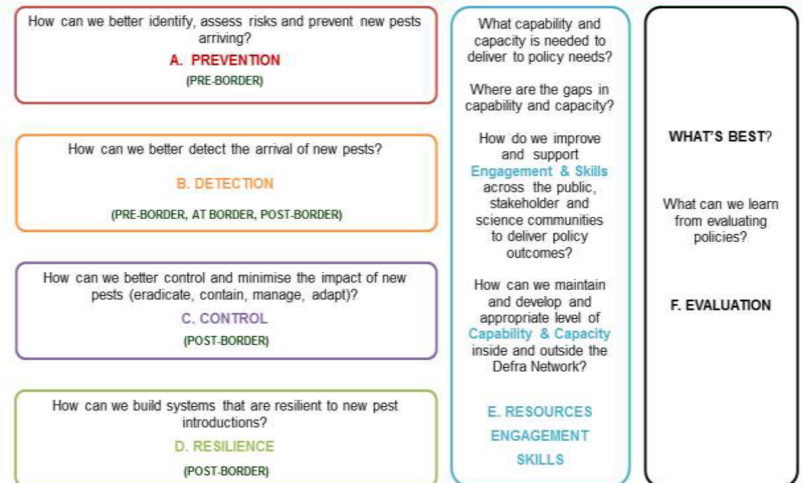 How can we better identify, assess risks and prevent new pests
arriving?
A. PREVENTION
(PRE-BORDER)
How can we better detect the arrival of new pests?
B. DETECTION
(PRE-BORDER, AT BORDER, POST-BORDER)
How can we better control and minimise the impact of new
pests (eradicate, contain, manage, adapt)?
C. CONTROL
(POST-BORDER)
How can we build systems that are resilient to new pest
introductions?
D. RESILIENCE
(POST-BORDER)
What capability and
capacity is needed to
deliver to policy needs?
Where are the gaps in
capability and capacity?
How do we improve
and support
Engagement & Skills
across the public,
stakeholder and
science communities
to deliver policy
outcomes?
How can we maintain
and develop and
appropriate level of
Capability & Capacity
inside and outside the
Defra Network?
E. RESOURCES
ENGAGEMENT
SKILLS
WHAT'S BEST?
What can we learn
from evaluating
policies?
F. EVALUATION